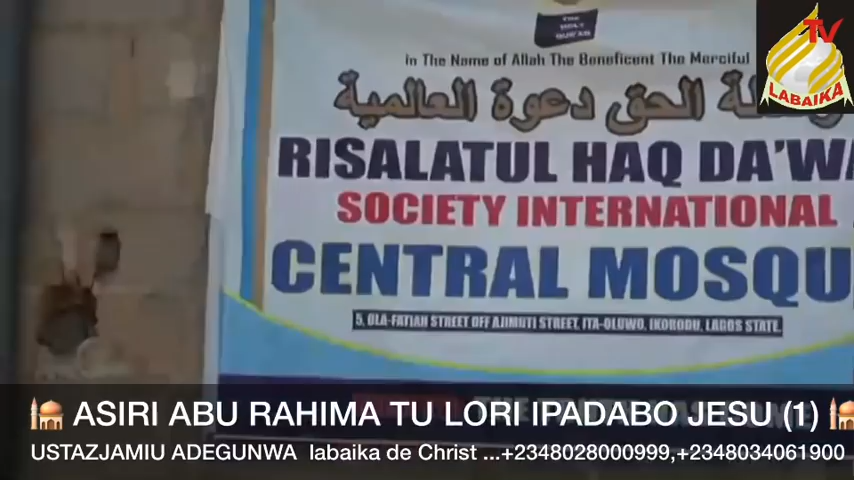 THE HOLY QUR'AN
TV
LABAIKA
In The Name of Allah The Beneficent The Merciful
الحق دعوة العالمية
RISALATUL HAQ DA'WA
SOCIETY INTERNATIONAL
CENTRAL MOSQU
5, OLA-FATIAH STREET OFF AJIMUTI STREET, ITA-OLUWO, IKORODU, LAGOS STATE.
🕌 ASIRI ABU RAHIMA TU LORI IPADABO JESU (1) 🕌
USTAZJAMIU ADEGUNWA labaika de Christ ...+2348028000999,+2348034061900